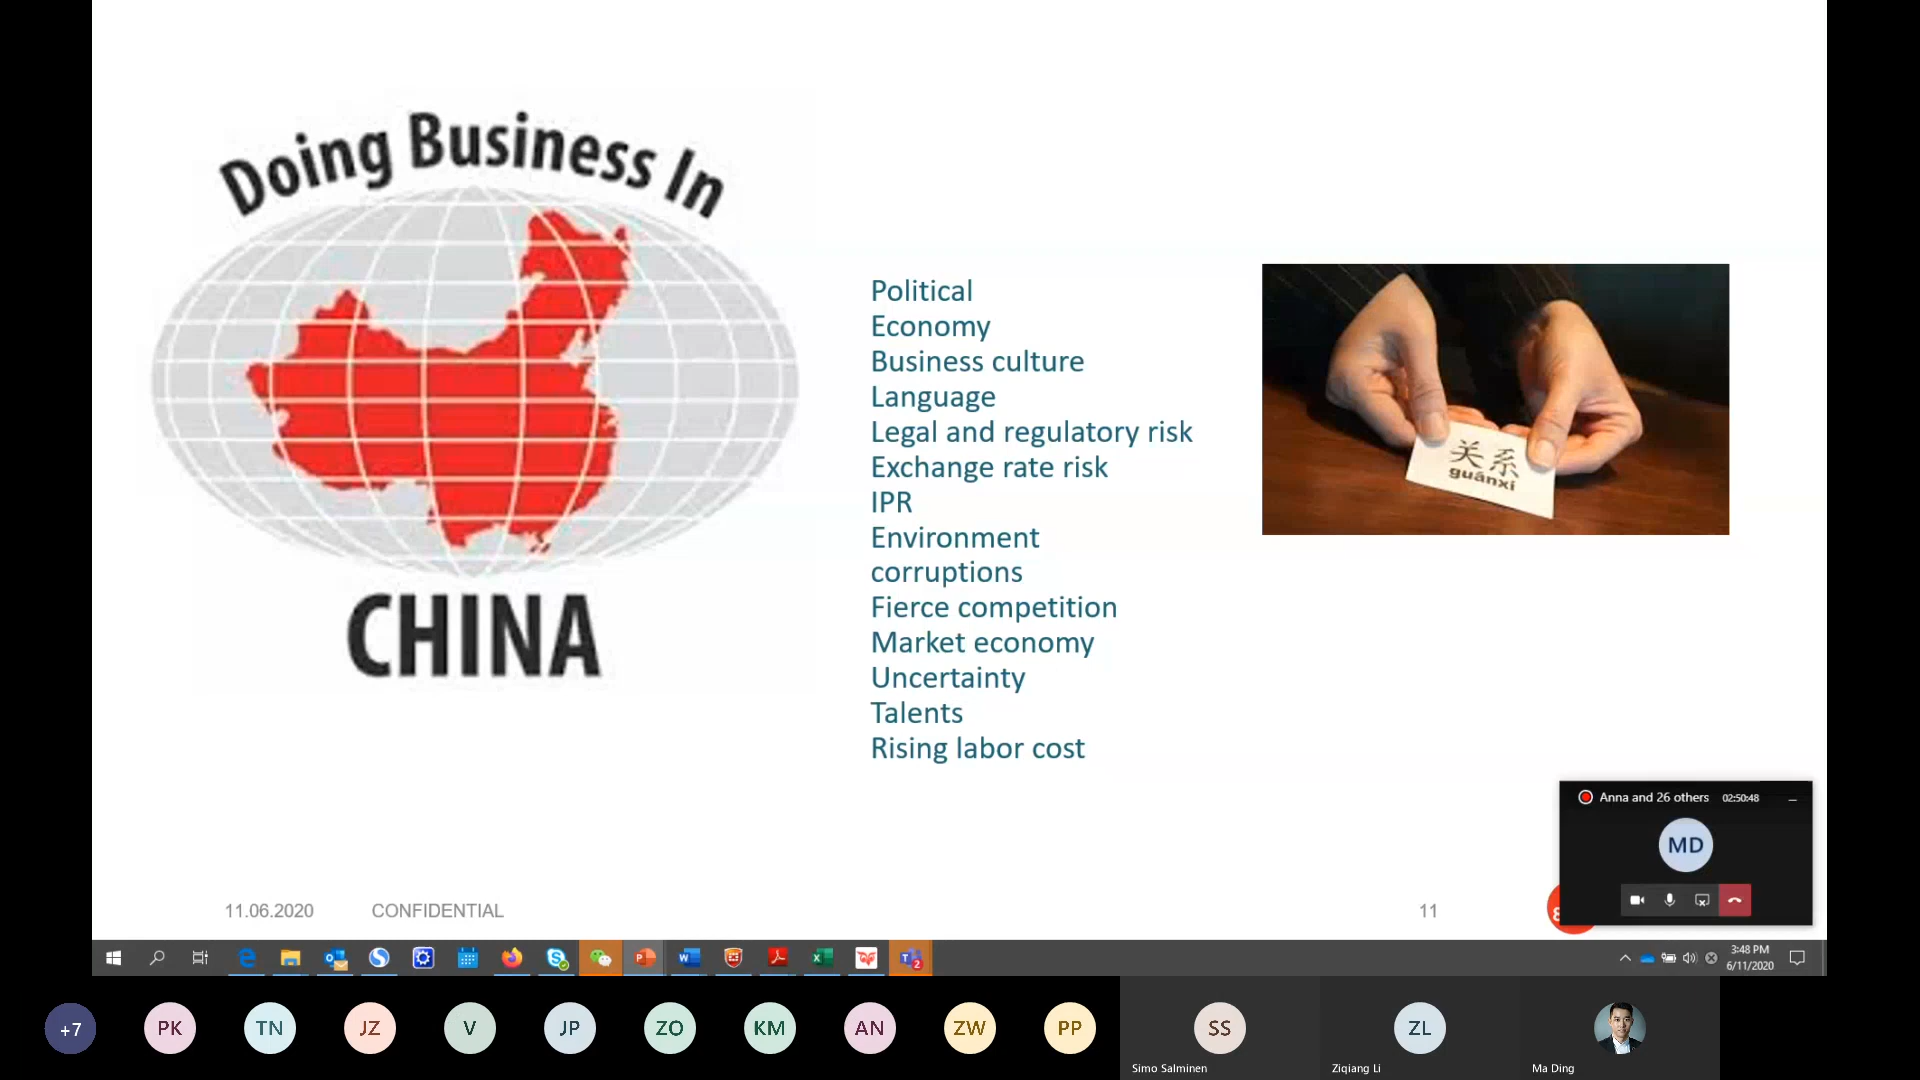 Doing Business In
CHINA
Political
Economy
Business culture
Language
Legal and regulatory risk
Exchange rate risk
IPR
Environment
corruptions
Fierce competition
Market economy
Uncertainty
Talents
Rising labor cost
关系
guānxì
11.06.2020
CONFIDENTIAL
11
Anna and 26 others
02:50:48
MD
3:48 PM
6/11/2020
+7
PK
TN
JZ
V
JP
ZO
KM
AN
ZW
PP
SS
Simo Salminen
ZL
Ziqiang Li
Ma Ding